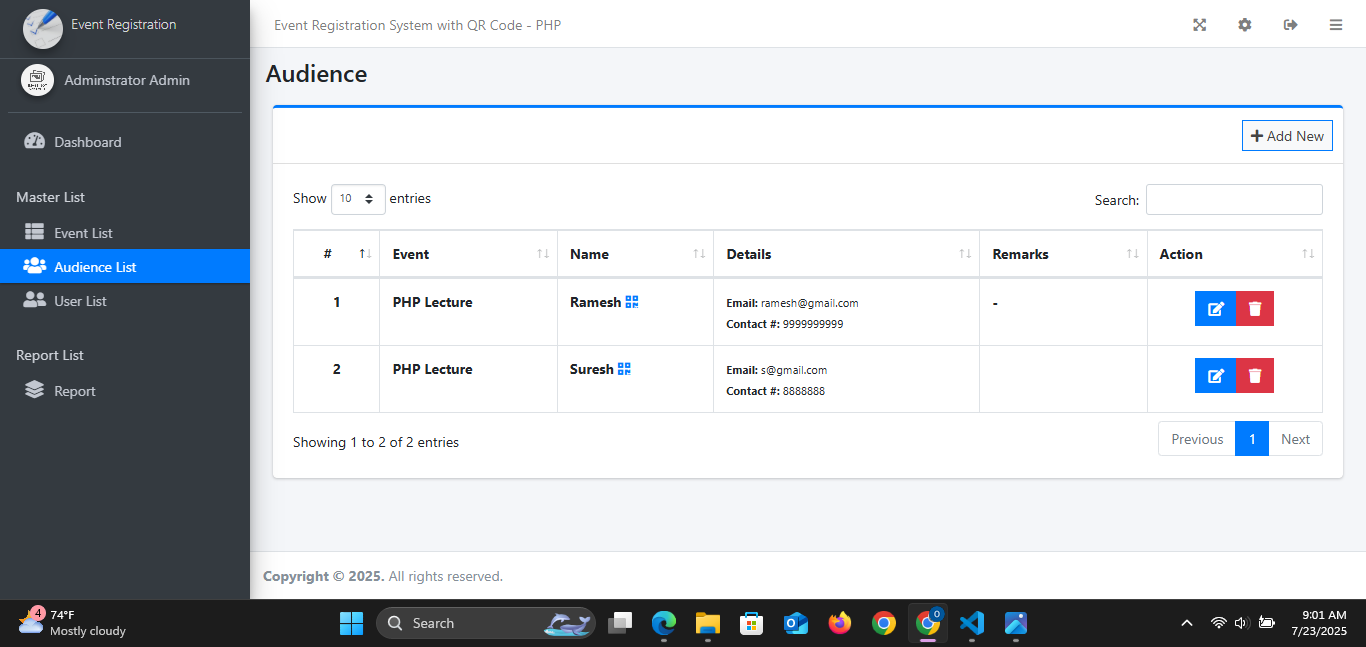 Event Registration
Event Registration System with QR Code - PHP
Adminstrator Admin
Dashboard
Master List
Event List
Audience List
User List
Report List
Report
Audience
Add New
Show 10 entries
Search:
# Event Name Details Remarks Action
1 PHP Lecture Ramesh Email: ramesh@gmail.com -
Contact #: 9999999999
2 PHP Lecture Suresh Email: s@gmail.com
Contact #: 8888888
Showing 1 to 2 of 2 entries
Previous 1 Next
Copyright © 2025. All rights reserved.
4
74°F
Mostly cloudy
Search
0
9:01 AM
7/23/2025